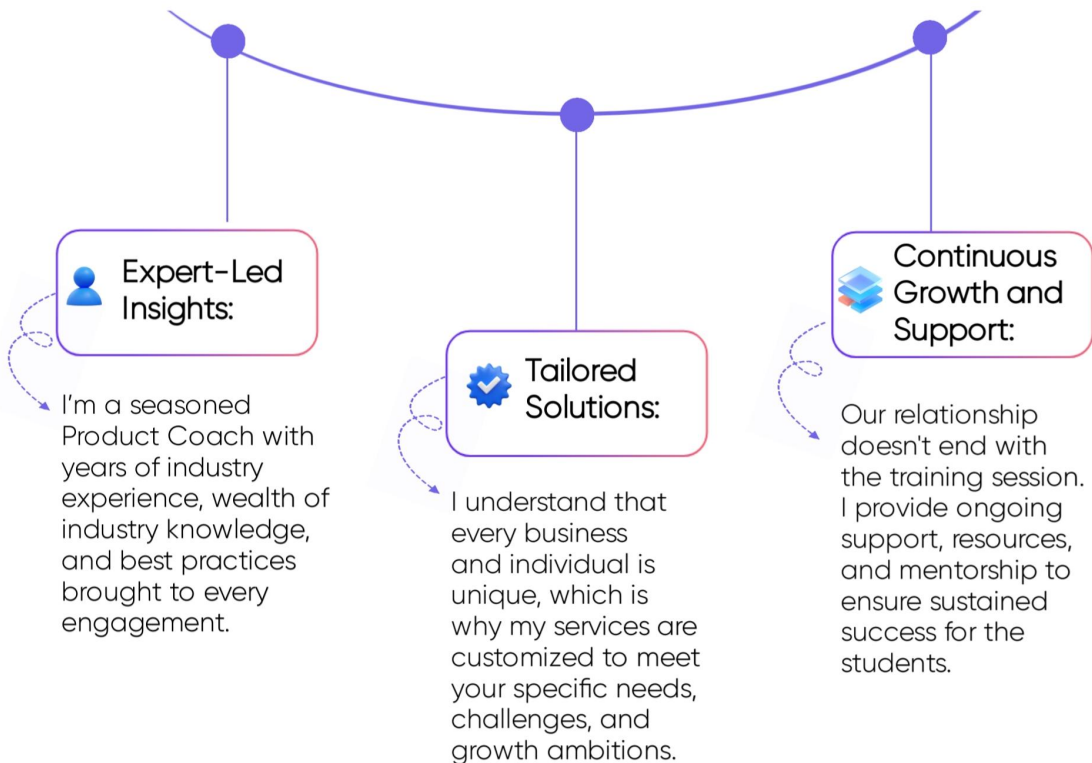 Expert-Led
Insights:
I'm a seasoned
Product Coach with
years of industry
experience, wealth of
industry knowledge,
and best practices
brought to every
engagement.
Tailored
Solutions:
I understand that
every business
and individual is
unique, which is
why my services are
customized to meet
your specific needs,
challenges, and
growth ambitions.
Continuous
Growth and
Support:
Our relationship
doesn't end with
the training session.
I provide ongoing
support, resources,
and mentorship to
ensure sustained
success for the
students.